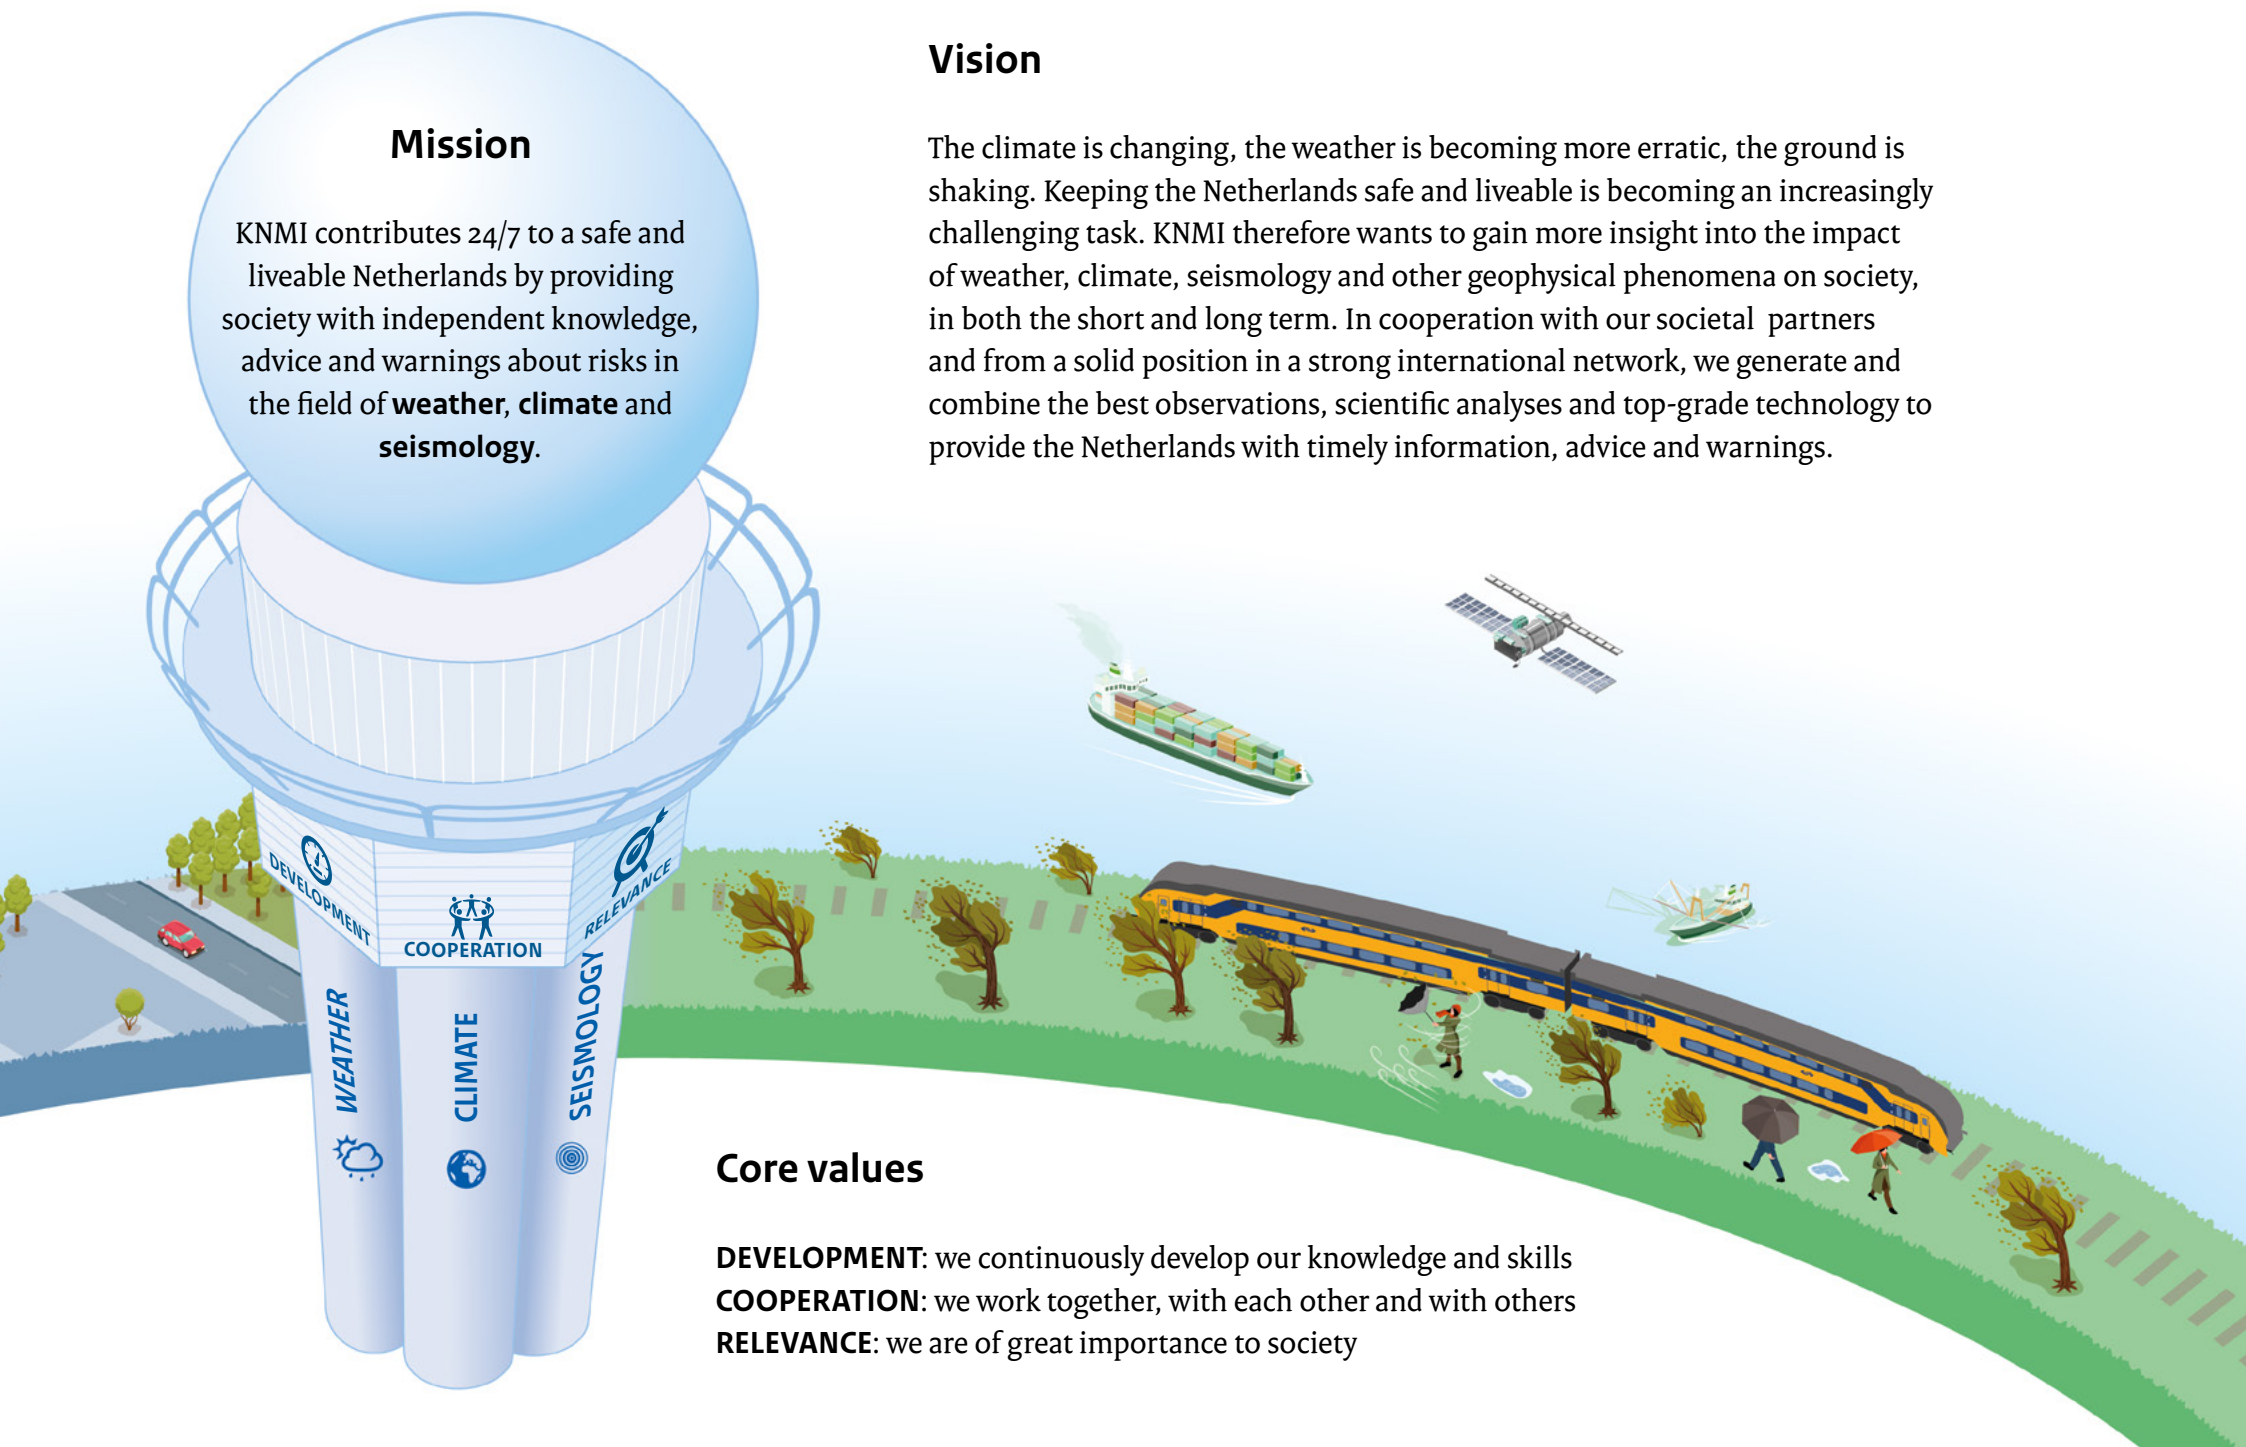 Mission
KNMI contributes 24/7 to a safe and
liveable Netherlands by providing
society with independent knowledge,
advice and warnings about risks in
the field of weather, climate and
seismology.
Vision
The climate is changing, the weather is becoming more erratic, the ground is
shaking. Keeping the Netherlands safe and liveable is becoming an increasingly
challenging task. KNMI therefore wants to gain more insight into the impact
of weather, climate, seismology and other geophysical phenomena on society,
in both the short and long term. In cooperation with our societal partners
and from a solid position in a strong international network, we generate and
combine the best observations, scientific analyses and top-grade technology to
provide the Netherlands with timely information, advice and warnings.
DEVELOPMENT
COOPERATION
RELEVANCE
WEATHER
CLIMATE
SEISMOLOGY
Core values
DEVELOPMENT: we continuously develop our knowledge and skills
COOPERATION: we work together, with each other and with others
RELEVANCE: we are of great importance to society